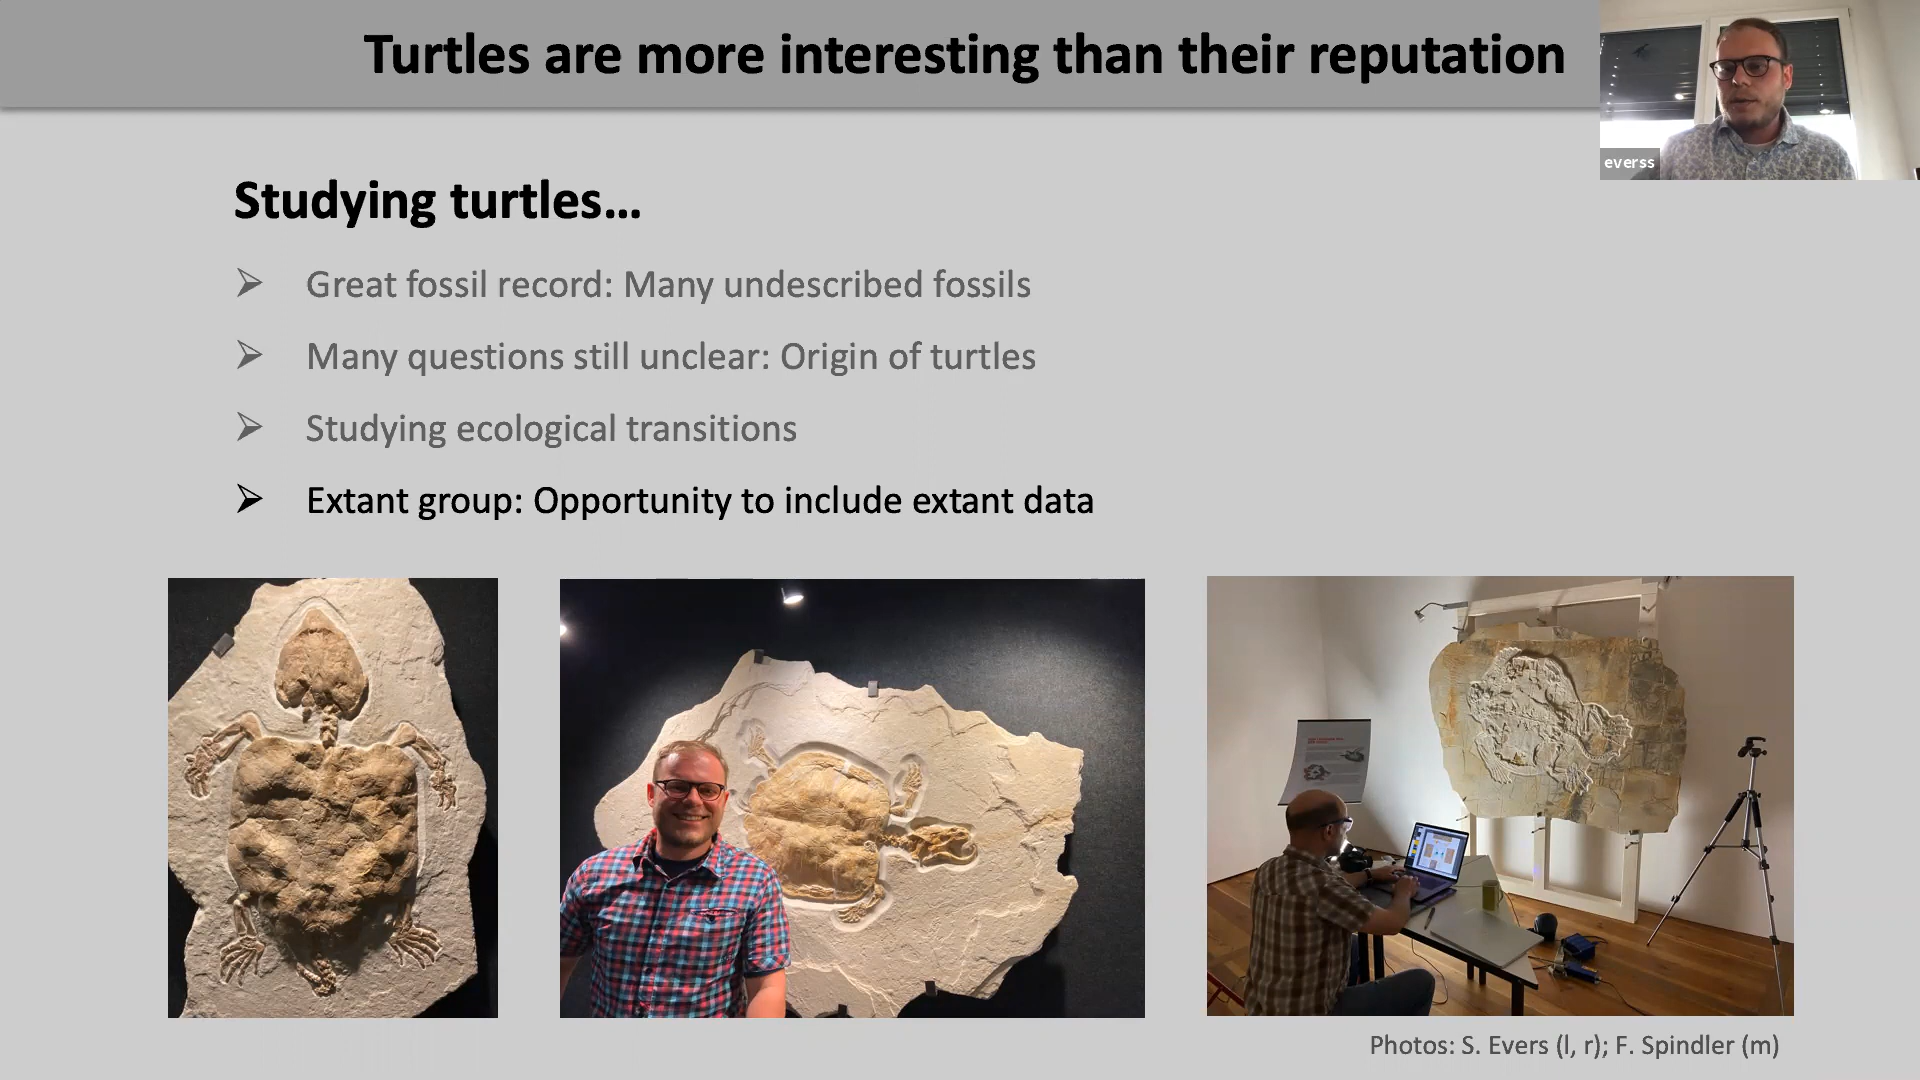 Turtles are more interesting than their reputation
everss
Studying turtles...
Great fossil record: Many undescribed fossils
Many questions still unclear: Origin of turtles
Studying ecological transitions
Extant group: Opportunity to include extant data
Photos: S. Evers (l, r); F. Spindler (m)